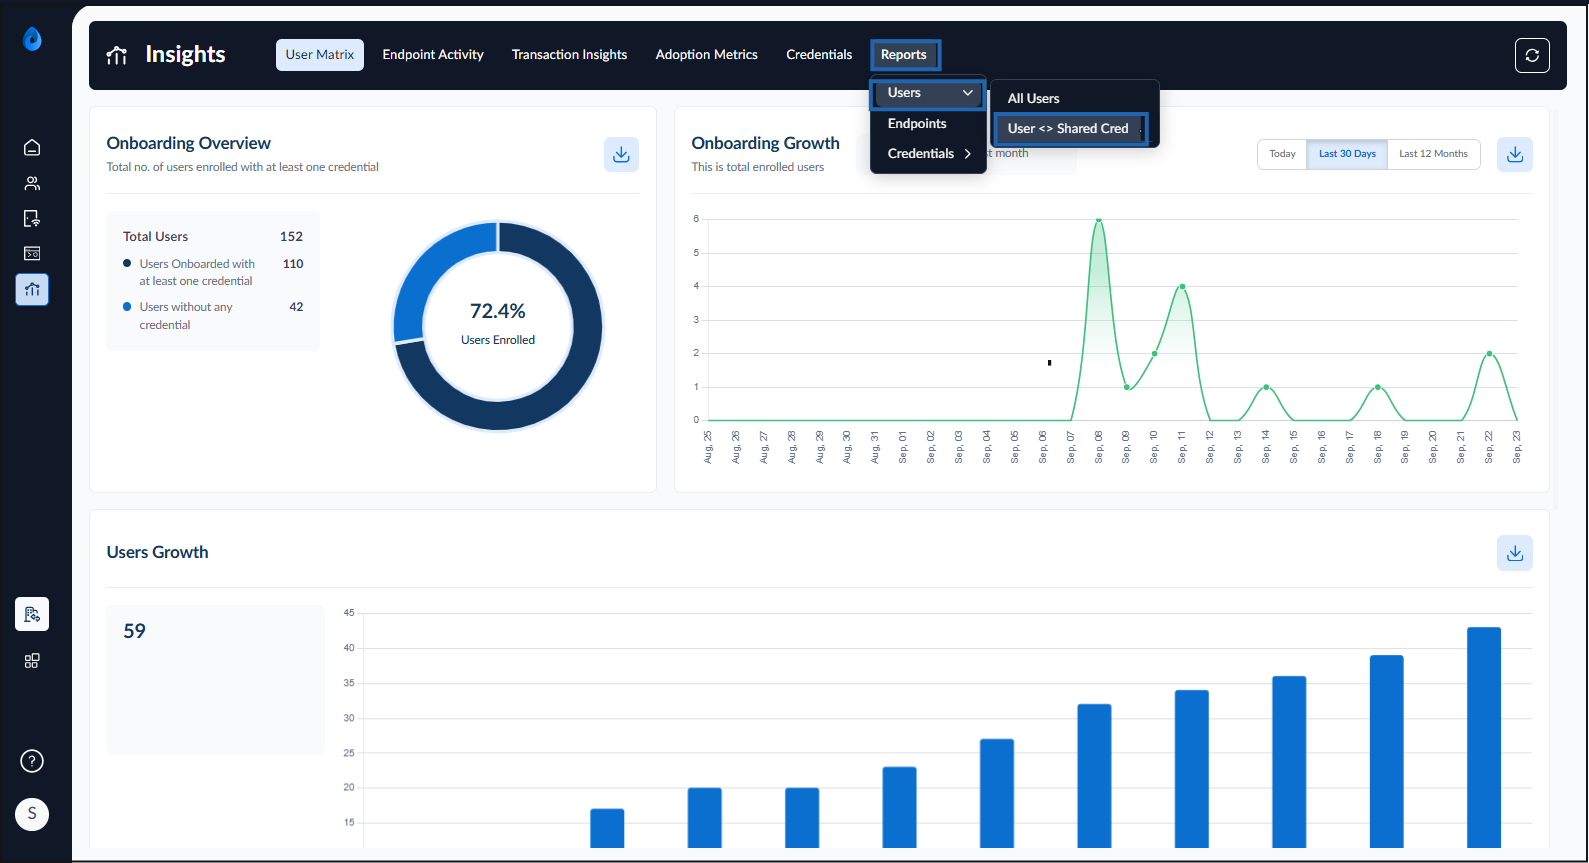 Insights
User Matrix
Endpoint Activity
Transaction Insights
Adoption Metrics
Credentials
Reports
Users
Endpoints
Credentials
All Users
User <> Shared Cred
Onboarding Overview
Total no. of users enrolled with at least one credential
Total Users 152
Users Onboarded with 110
at least one credential
Users without any 42
credential
72.4%
Users Enrolled
Onboarding Growth
This is total enrolled users
month
Today
Last 30 Days
Last 12 Months
6
5
4
3
2
1
0
Aug, 25
Aug, 26
Aug, 27
Aug, 28
Aug, 29
Aug, 30
Aug, 31
Sep, 01
Sep, 02
Sep, 03
Sep, 04
Sep, 05
Sep, 06
Sep, 07
Sep, 08
Sep, 09
Sep, 10
Sep, 11
Sep, 12
Sep, 13
Sep, 14
Sep, 15
Sep, 16
Sep, 17
Sep, 18
Sep, 19
Sep, 20
Sep, 21
Sep, 22
Sep, 23
Users Growth
59
45
40
35
30
25
20
15
?
S